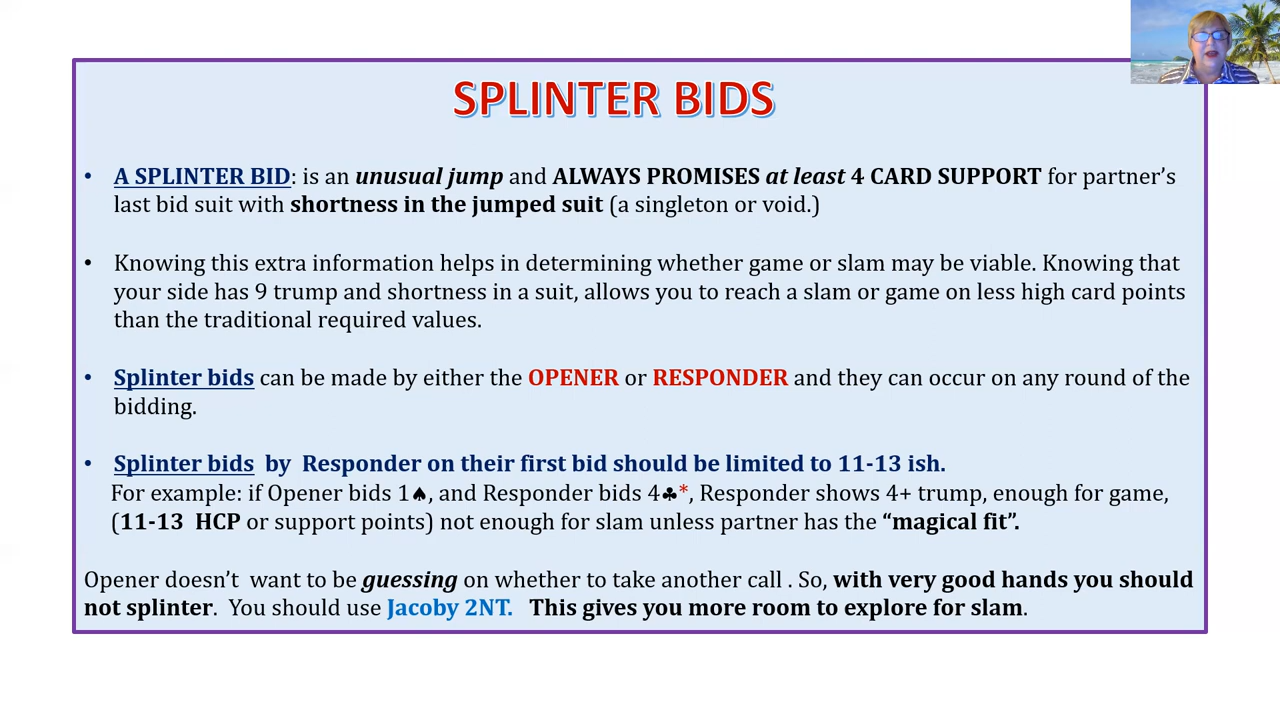 SPLINTER BIDS
• A SPLINTER BID: is an unusual jump and ALWAYS PROMISES at least 4 CARD SUPPORT for partner's
last bid suit with shortness in the jumped suit (a singleton or void.)
• Knowing this extra information helps in determining whether game or slam may be viable. Knowing that
your side has 9 trump and shortness in a suit, allows you to reach a slam or game on less high card points
than the traditional required values.
• Splinter bids can be made by either the OPENER or RESPONDER and they can occur on any round of the
bidding.
• Splinter bids by Responder on their first bid should be limited to 11-13 ish.
For example: if Opener bids 1♠, and Responder bids 4♣*, Responder shows 4+ trump, enough for game,
(11-13 HCP or support points) not enough for slam unless partner has the “magical fit”.
Opener doesn't want to be guessing on whether to take another call . So, with very good hands you should
not splinter. You should use Jacoby 2NT. This gives you more room to explore for slam.